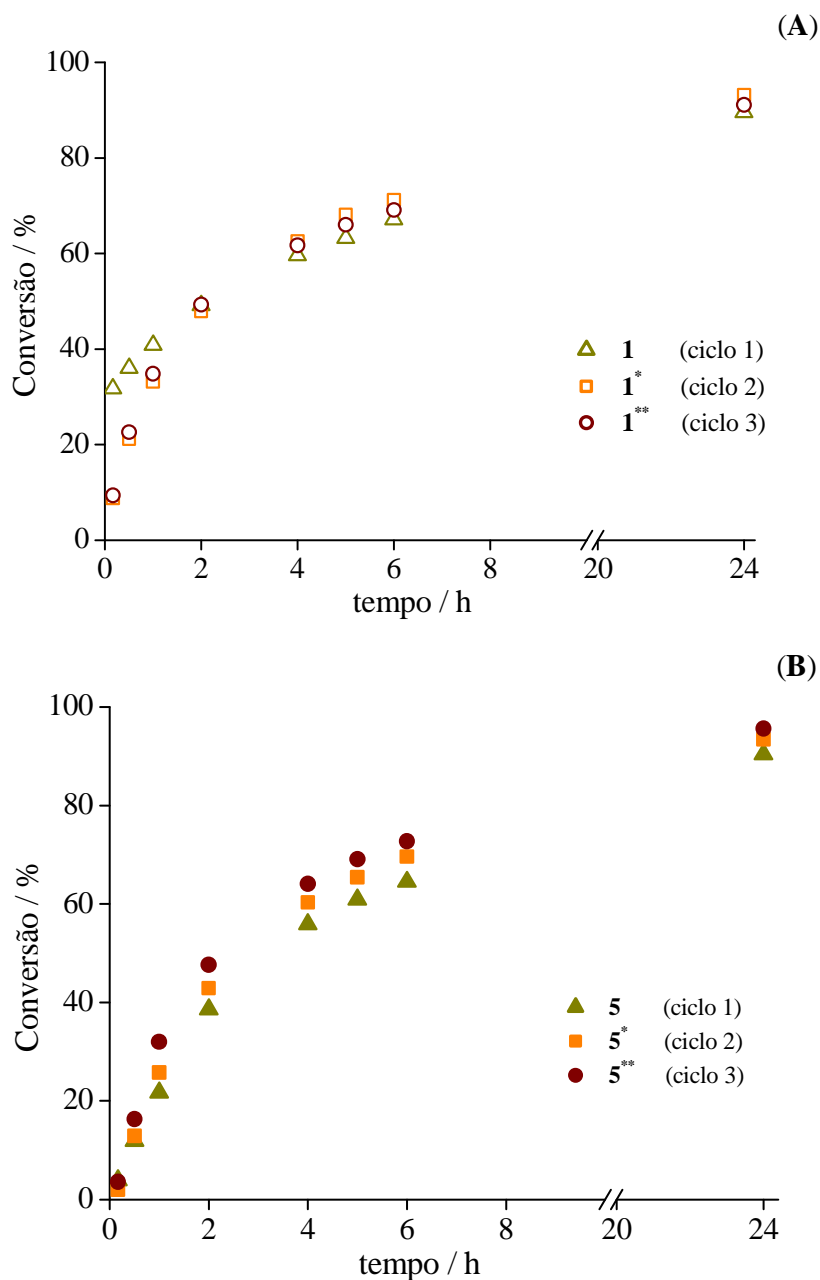 (A)
100
80
60
40
20
0
Conversão / %
1 (ciclo 1)
1* (ciclo 2)
1** (ciclo 3)
0 2 4 6 8 20 24
tempo / h
(B)
100
80
60
40
20
0
Conversão / %
5 (ciclo 1)
5* (ciclo 2)
5** (ciclo 3)
0 2 4 6 8 20 24
tempo / h